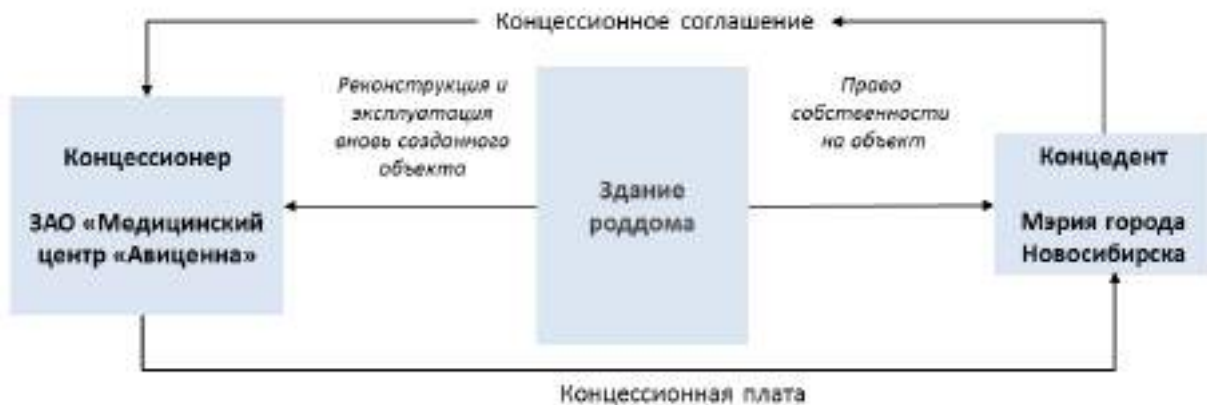 Концессионное соглашение
Реконструкция и
эксплуатация
вновь созданного
объекта
Право
собственности
на объект
Концессионер
ЗАО «Медицинский
центр «Авиценна»
Здание
роддома
Концедент
Мэрия города
Новосибирска
Концессионная плата